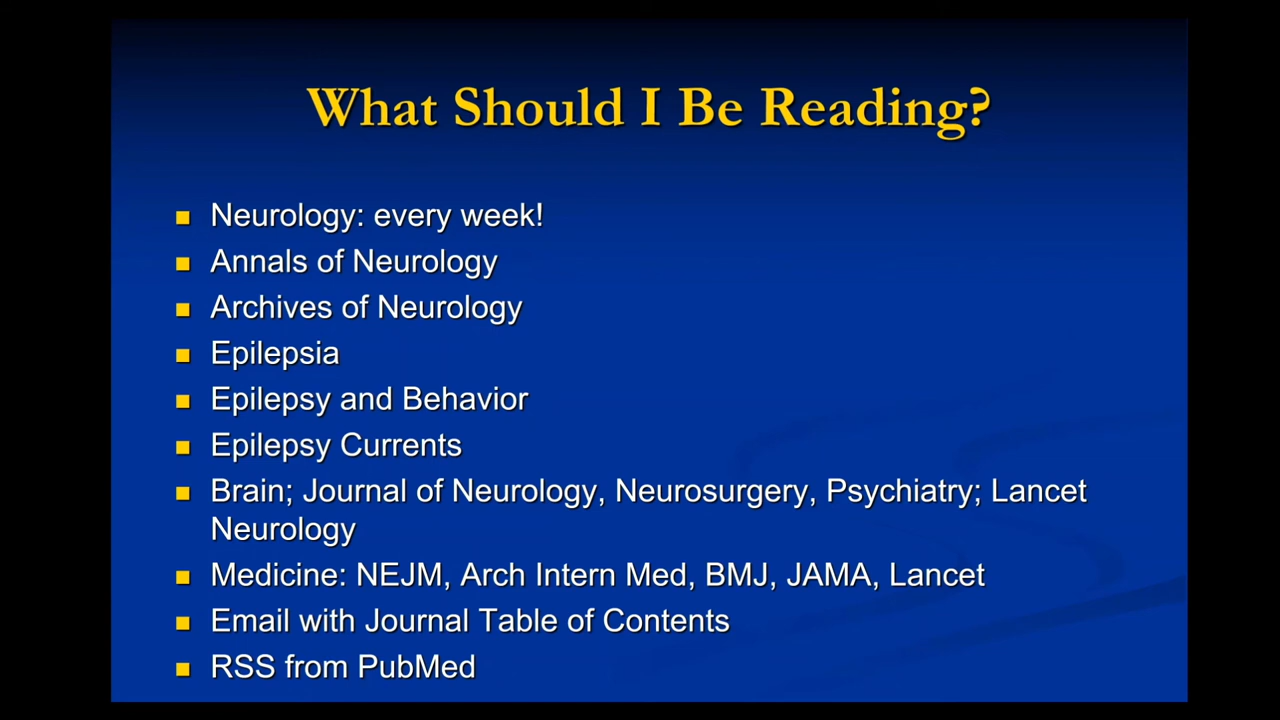 What Should I Be Reading?
Neurology: every week!
Annals of Neurology
Archives of Neurology
Epilepsia
Epilepsy and Behavior
Epilepsy Currents
Brain; Journal of Neurology, Neurosurgery, Psychiatry; Lancet
Neurology
Medicine: NEJM, Arch Intern Med, BMJ, JAMA, Lancet
Email with Journal Table of Contents
RSS from PubMed